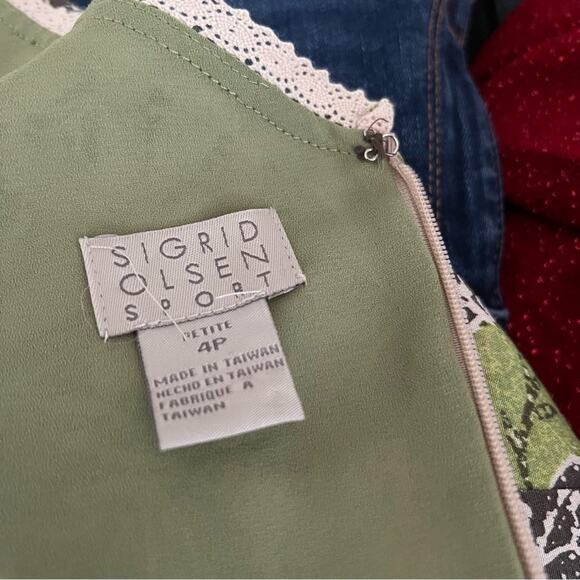 SIGRID
OLSEN
SPORT
PETITE
4P
MADE IN TAIWAN
HECHO EN TAIWAN
FABRIQUE A
TAIWAN